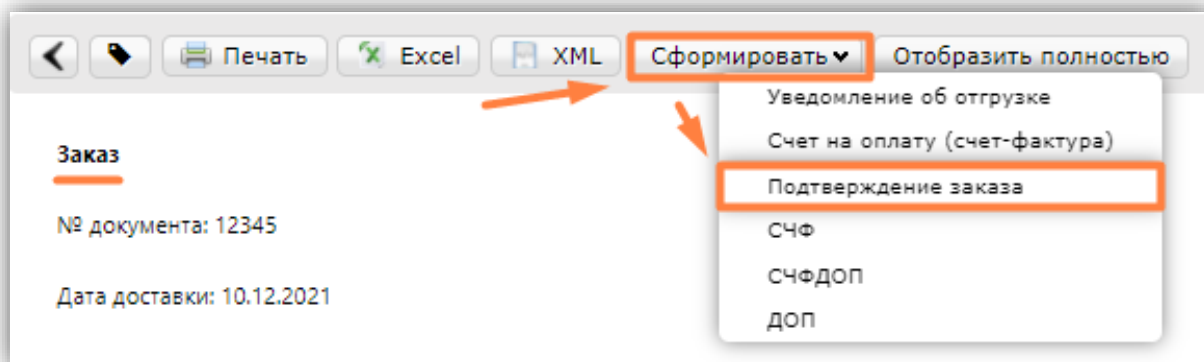 Печать Excel XML Сформировать Отобразить полностью
Уведомление об отгрузке
Счет на оплату (счет-фактура)
Заказ
Подтверждение заказа
№ документа: 12345
СЧФ
СЧФДОП
Дата доставки: 10.12.2021
ДОП